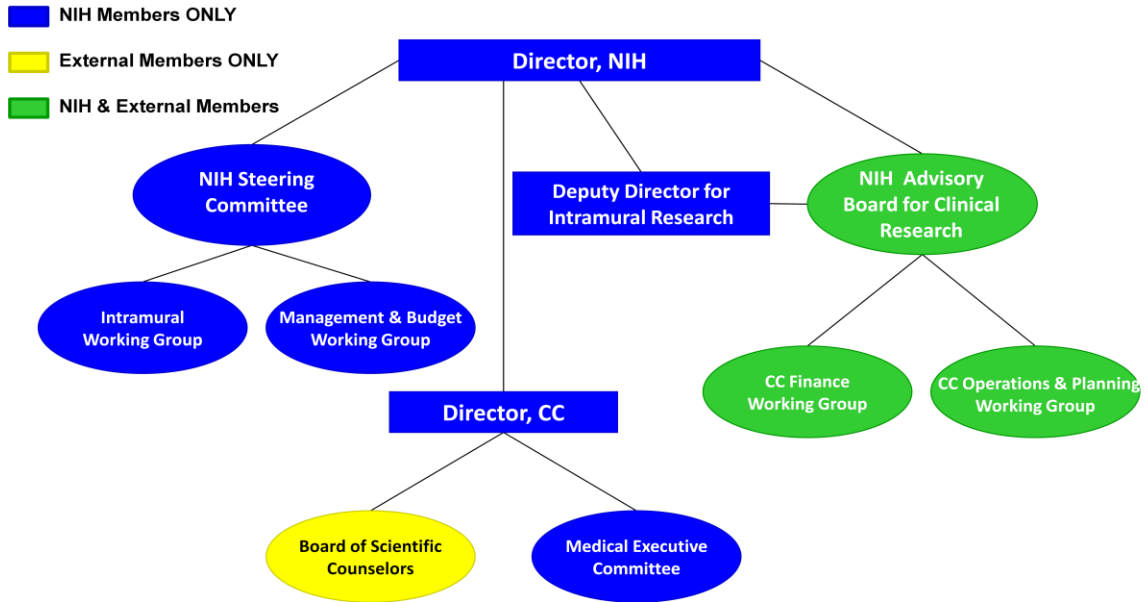 NIH Members ONLY
External Members ONLY
NIH & External Members
Director, NIH
NIH Steering
Committee
Deputy Director for
Intramural Research
NIH Advisory
Board for Clinical
Research
Intramural
Working Group
Management & Budget
Working Group
CC Finance
Working Group
CC Operations & Planning
Working Group
Director, CC
Board of Scientific
Counselors
Medical Executive
Committee